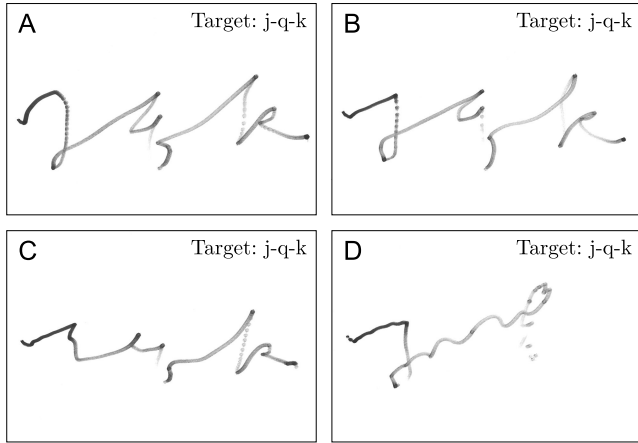 A Target: j-q-k
B Target: j-q-k
j q k
j q k
C Target: j-q-k
D Target: j-q-k